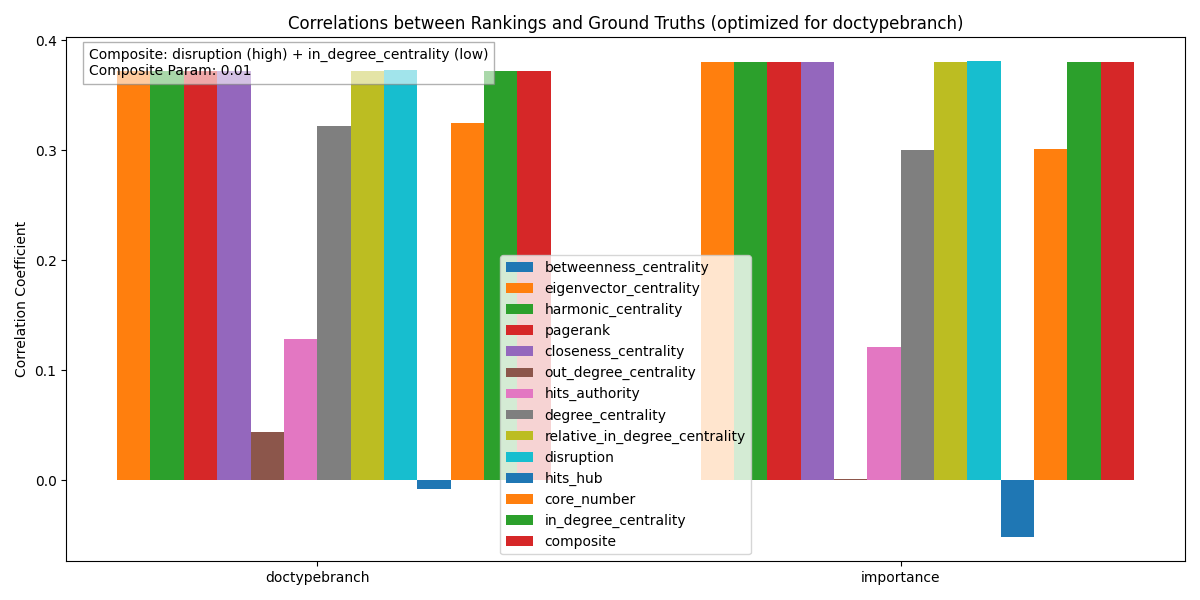 Correlations between Rankings and Ground Truths (optimized for doctypebranch)
Composite: disruption (high) + in_degree_centrality (low)
Composite Param: 0.01
Correlation Coefficient
0.4
0.3
0.2
0.1
0.0
betweenness_centrality
eigenvector_centrality
harmonic_centrality
pagerank
closeness_centrality
out_degree_centrality
hits_authority
degree_centrality
relative_in_degree_centrality
disruption
hits_hub
core_number
in_degree_centrality
composite
doctypebranch
importance